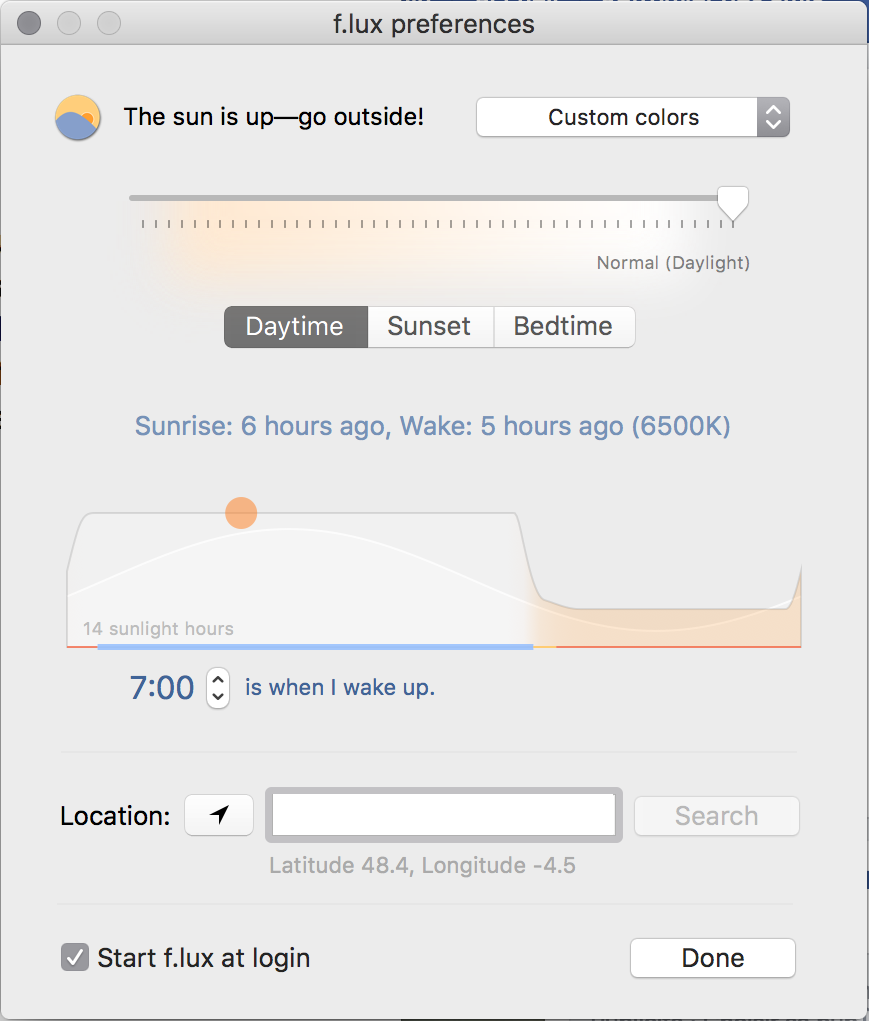 f.lux preferences
The sun is up—go outside!
Custom colors
Normal (Daylight)
Daytime
Sunset
Bedtime
Sunrise: 6 hours ago, Wake: 5 hours ago (6500K)
14 sunlight hours
7:00 is when I wake up.
Location:
Search
Latitude 48.4, Longitude -4.5
Start f.lux at login
Done